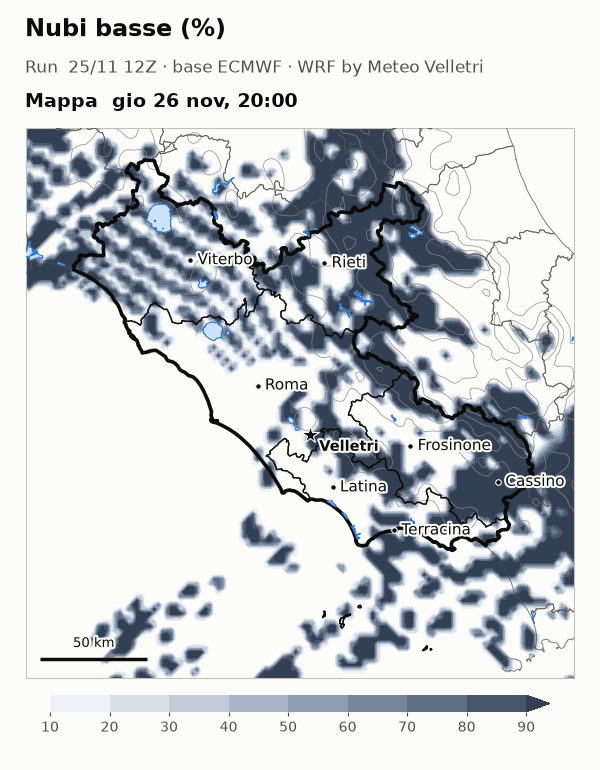 Nubi basse (%)
Run  25/11 12Z · base ECMWF · WRF by Meteo Velletri
Mappa  gio 26 nov, 20:00
Viterbo
Rieti
Roma
Velletri
Frosinone
Cassino
Latina
Terracina
50 km
10 20 30 40 50 60 70 80 90